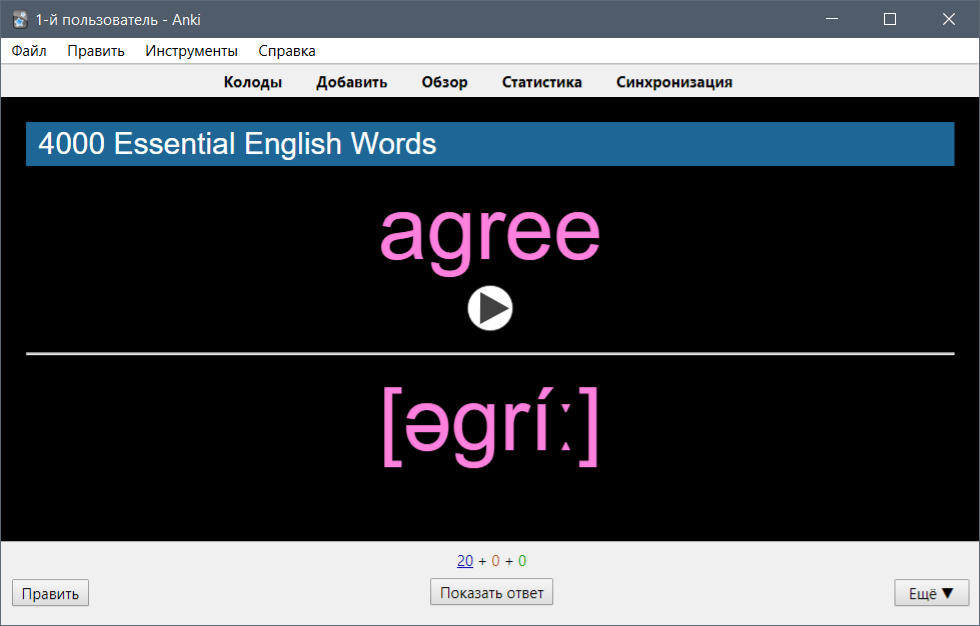 1-й пользователь - Anki
Файл Править Инструменты Справка
Колоды Добавить Обзор Статистика Синхронизация
4000 Essential English Words
agree
[əgríː]
20 + 0 + 0
Править Показать ответ Ещё ▼